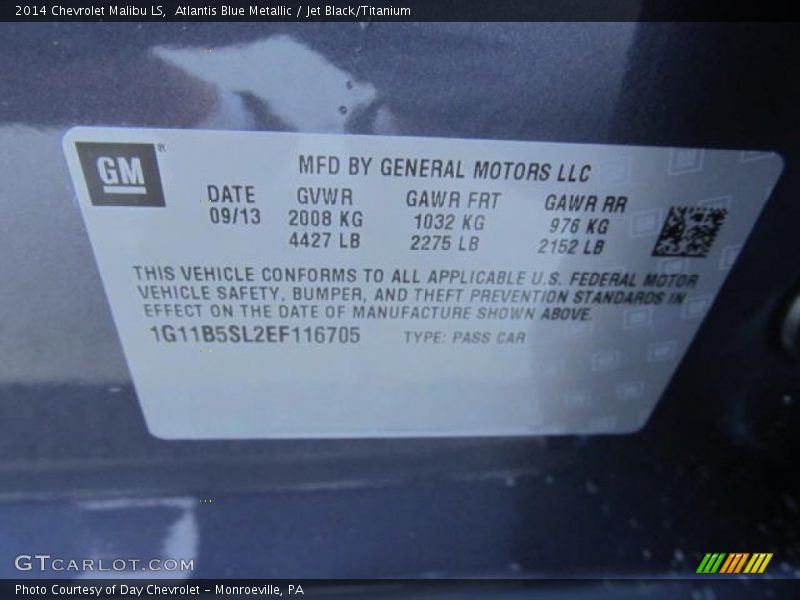 2014 Chevrolet Malibu LS,  Atlantis Blue Metallic / Jet Black/Titanium
GM
MFD BY GENERAL MOTORS LLC
DATE GVWR GAWR FRT GAWR RR
09/13 2008 KG 1032 KG 976 KG
4427 LB 2275 LB 2152 LB
THIS VEHICLE CONFORMS TO ALL APPLICABLE U.S. FEDERAL MOTOR
VEHICLE SAFETY, BUMPER, AND THEFT PREVENTION STANDARDS IN
EFFECT ON THE DATE OF MANUFACTURE SHOWN ABOVE.
1G11B5SL2EF116705 TYPE: PASS CAR
GTCARLOT.COM
Photo Courtesy of Day Chevrolet - Monroeville, PA